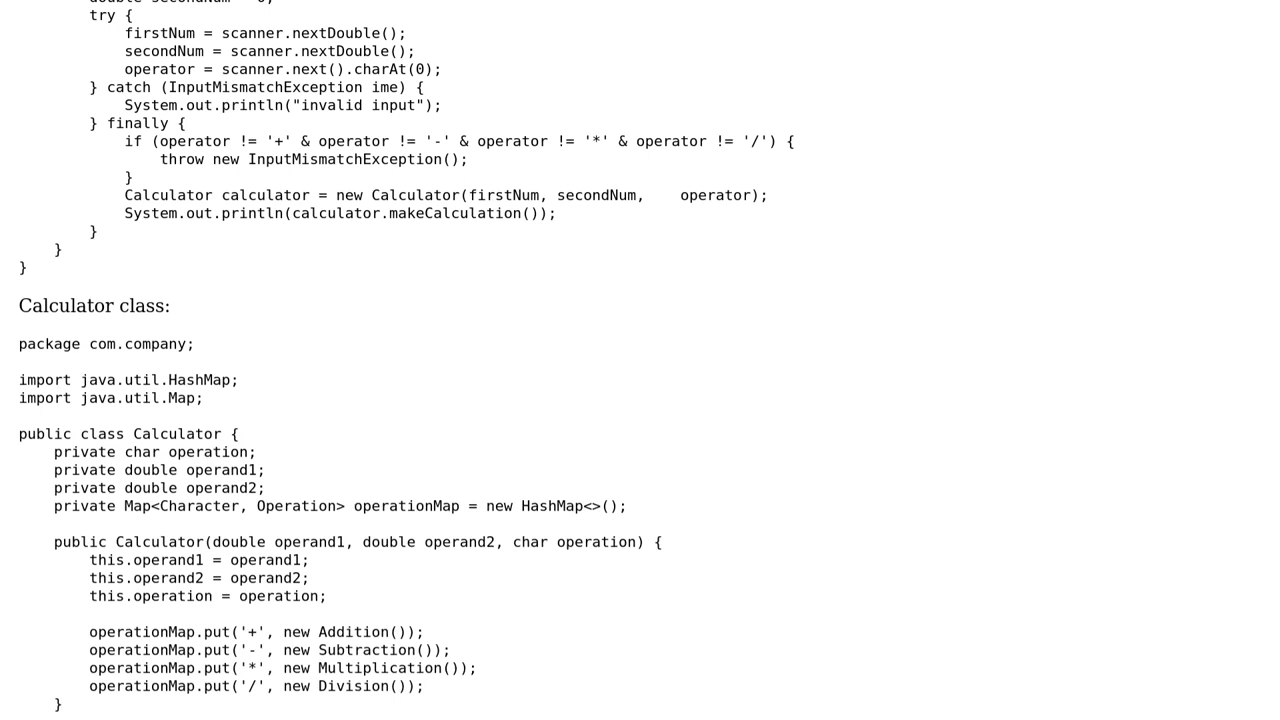 double secondNum = 0;
try {
firstNum = scanner.nextDouble();
secondNum = scanner.nextDouble();
operator = scanner.next().charAt(0);
} catch (InputMismatchException ime) {
System.out.println("invalid input");
} finally {
if (operator != '+' & operator != '-' & operator != '*' & operator != '/') {
throw new InputMismatchException();
}
Calculator calculator = new Calculator(firstNum, secondNum,    operator);
System.out.println(calculator.makeCalculation());
}
}
}
Calculator class:
package com.company;
import java.util.HashMap;
import java.util.Map;
public class Calculator {
private char operation;
private double operand1;
private double operand2;
private Map<Character, Operation> operationMap = new HashMap<>();
public Calculator(double operand1, double operand2, char operation) {
this.operand1 = operand1;
this.operand2 = operand2;
this.operation = operation;
operationMap.put('+', new Addition());
operationMap.put('-', new Subtraction());
operationMap.put('*', new Multiplication());
operationMap.put('/', new Division());
}